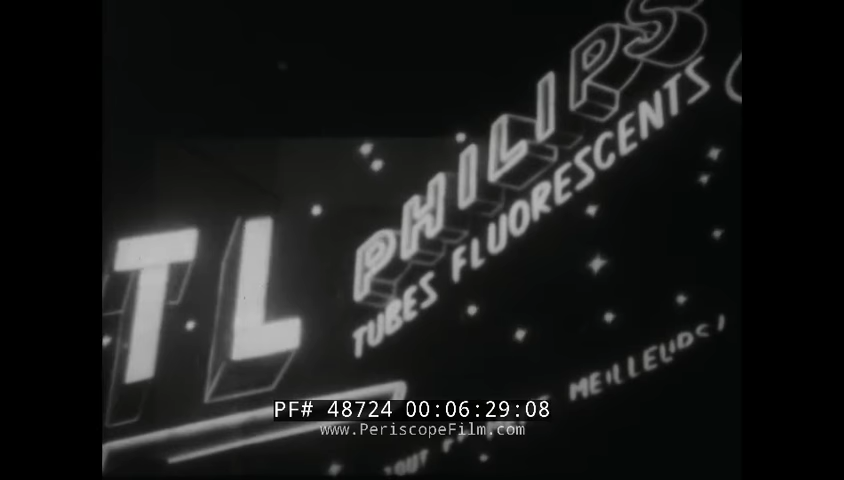 PHILIPS
TL
TUBES FLUORESCENTS
MEILLEURS!
PF# 48724 00:06:29:08
www.PeriscopeFilm.com